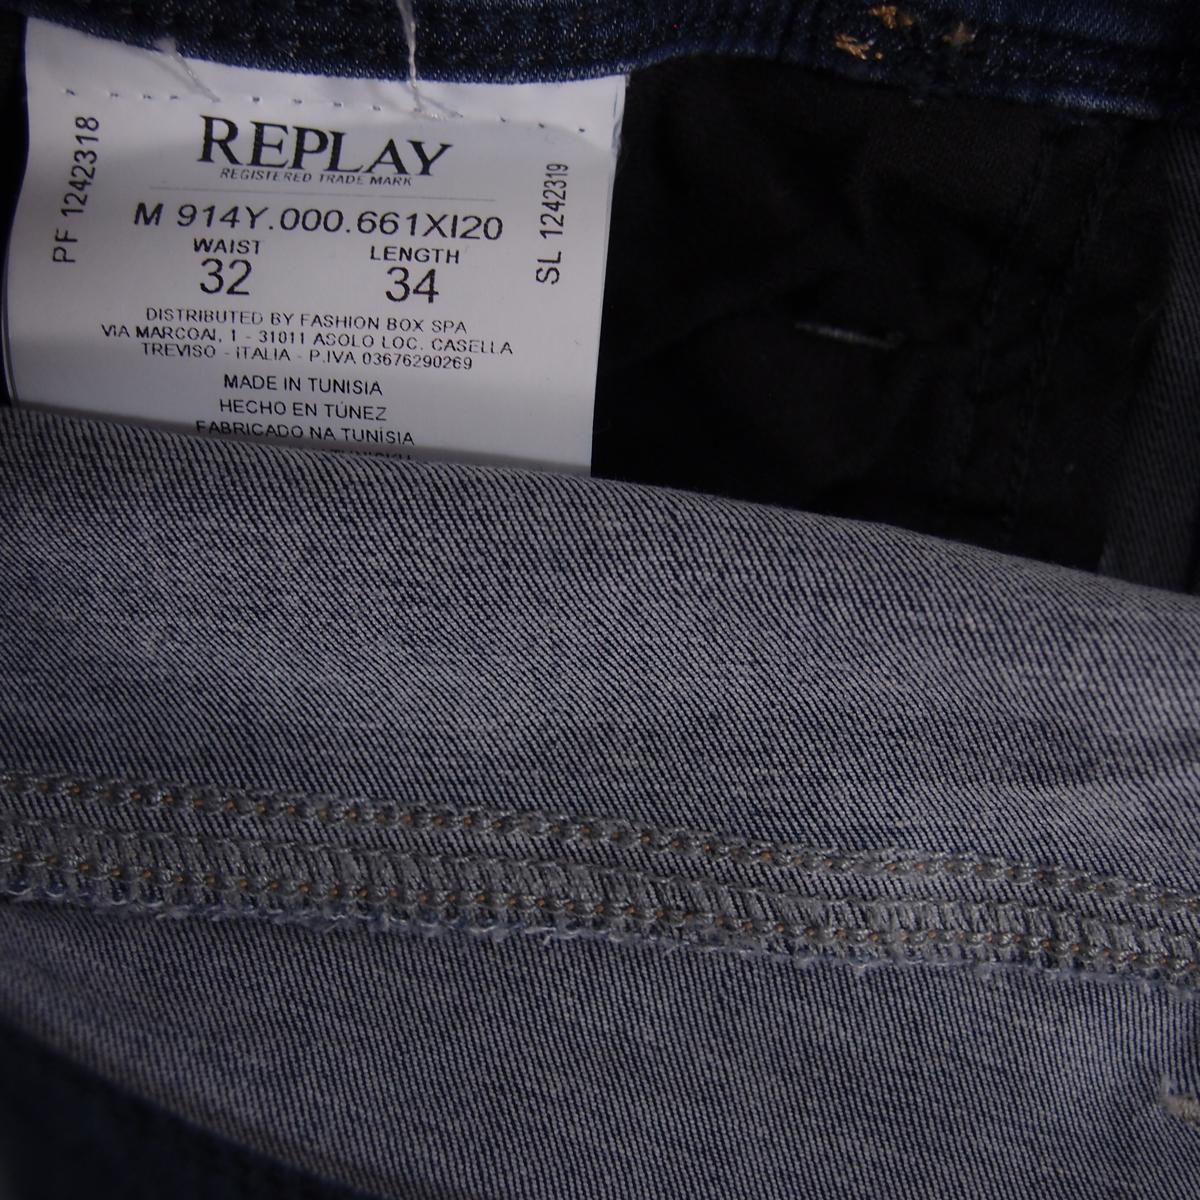 REPLAY
REGISTERED TRADE MARK
PF 1242318
SL 1242319
M 914Y.000.661XI20
WAIST LENGTH
32 34
DISTRIBUTED BY FASHION BOX SPA
VIA MARCOAI, 1 - 31011 ASOLO LOC. CASELLA
TREVISO - ITALIA - P.IVA 03676290269
MADE IN TUNISIA
HECHO EN TÚNEZ
FABRICADO NA TUNÍSIA